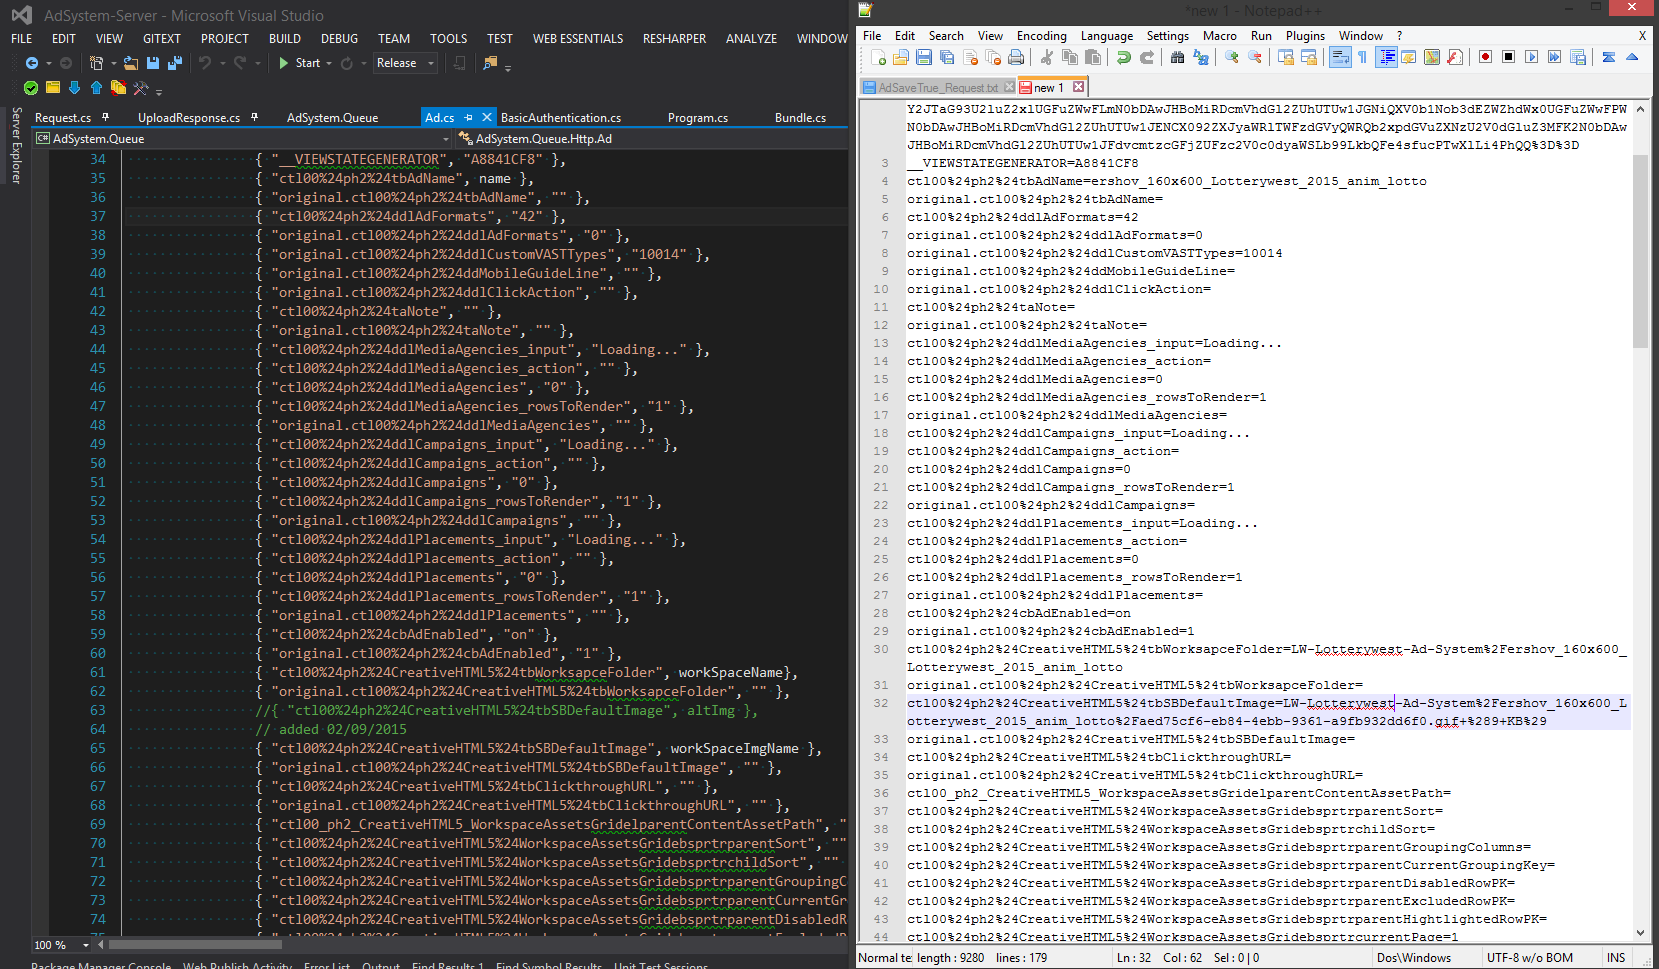 AdSystem-Server - Microsoft Visual Studio
FILE EDIT VIEW GITEXT PROJECT BUILD DEBUG TEAM TOOLS TEST WEB ESSENTIALS RESHARPER ANALYZE WINDOW
Start Release
Request.cs UploadResponse.cs AdSystem.Queue Ad.cs BasicAuthentication.cs Program.cs Bundle.cs
AdSystem.Queue AdSystem.Queue.Http.Ad
Server Explorer
34 { "__VIEWSTATEGENERATOR", "A8841CF8" },
35 { "ctl00%24ph2%24tbAdName", name },
36 { "original.ctl00%24ph2%24tbAdName", "" },
37 { "ctl00%24ph2%24ddlAdFormats", "42" },
38 { "original.ctl00%24ph2%24ddlAdFormats", "0" },
39 { "original.ctl00%24ph2%24ddlCustomVASTTypes", "10014" },
40 { "original.ctl00%24ph2%24ddMobileGuideLine", "" },
41 { "original.ctl00%24ph2%24ddlClickAction", "" },
42 { "ctl00%24ph2%24taNote", "" },
43 { "original.ctl00%24ph2%24taNote", "" },
44 { "ctl00%24ph2%24ddlMediaAgencies_input", "Loading..." },
45 { "ctl00%24ph2%24ddlMediaAgencies_action", "" },
46 { "ctl00%24ph2%24ddlMediaAgencies", "0" },
47 { "ctl00%24ph2%24ddlMediaAgencies_rowsToRender", "1" },
48 { "original.ctl00%24ph2%24ddlMediaAgencies", "" },
49 { "ctl00%24ph2%24ddlCampaigns_input", "Loading..." },
50 { "ctl00%24ph2%24ddlCampaigns_action", "" },
51 { "ctl00%24ph2%24ddlCampaigns", "0" },
52 { "ctl00%24ph2%24ddlCampaigns_rowsToRender", "1" },
53 { "original.ctl00%24ph2%24ddlCampaigns", "" },
54 { "ctl00%24ph2%24ddlPlacements_input", "Loading..." },
55 { "ctl00%24ph2%24ddlPlacements_action", "" },
56 { "ctl00%24ph2%24ddlPlacements", "0" },
57 { "ctl00%24ph2%24ddlPlacements_rowsToRender", "1" },
58 { "original.ctl00%24ph2%24ddlPlacements", "" },
59 { "ctl00%24ph2%24cbAdEnabled", "on" },
60 { "original.ctl00%24ph2%24cbAdEnabled", "1" },
61 { "ctl00%24ph2%24CreativeHTML5%24tbWorksapceFolder", workSpaceName},
62 { "original.ctl00%24ph2%24CreativeHTML5%24tbWorksapceFolder", "" },
63 //{ "ctl00%24ph2%24CreativeHTML5%24tbSBDefaultImage", altImg },
64 // added 02/09/2015
65 { "ctl00%24ph2%24CreativeHTML5%24tbSBDefaultImage", workSpaceImgName },
66 { "original.ctl00%24ph2%24CreativeHTML5%24tbSBDefaultImage", "" },
67 { "ctl00%24ph2%24CreativeHTML5%24tbClickthroughURL", "" },
68 { "original.ctl00%24ph2%24CreativeHTML5%24tbClickthroughURL", "" },
69 { "ctl00_ph2_CreativeHTML5_WorkspaceAssetsGridelparentContentAssetPath", "
70 { "ctl00%24ph2%24CreativeHTML5%24WorkspaceAssetsGridebsprtrparentSort", ""
71 { "ctl00%24ph2%24CreativeHTML5%24WorkspaceAssetsGridebsprtrchildSort", ""
72 { "ctl00%24ph2%24CreativeHTML5%24WorkspaceAssetsGridebsprtrparentGroupingC
73 { "ctl00%24ph2%24CreativeHTML5%24WorkspaceAssetsGridebsprtrparentCurrentGr
74 { "ctl00%24ph2%24CreativeHTML5%24WorkspaceAssetsGridebsprtrparentDisabledR
100 %
Package Manager Console Web Publish Activity Error List Output Find Results 1 Find Symbol Results Unit Test Sessions
*new 1 - Notepad++
File Edit Search View Encoding Language Settings Macro Run Plugins Window ? X
AdSaveTrue_Request.txt new 1
3 __VIEWSTATEGENERATOR=A8841CF8
4 ctl00%24ph2%24tbAdName=ershov_160x600_Lotterywest_2015_anim_lotto
5 original.ctl00%24ph2%24tbAdName=
6 ctl00%24ph2%24ddlAdFormats=42
7 original.ctl00%24ph2%24ddlAdFormats=0
8 original.ctl00%24ph2%24ddlCustomVASTTypes=10014
9 original.ctl00%24ph2%24ddMobileGuideLine=
10 original.ctl00%24ph2%24ddlClickAction=
11 ctl00%24ph2%24taNote=
12 original.ctl00%24ph2%24taNote=
13 ctl00%24ph2%24ddlMediaAgencies_input=Loading...
14 ctl00%24ph2%24ddlMediaAgencies_action=
15 ctl00%24ph2%24ddlMediaAgencies=0
16 ctl00%24ph2%24ddlMediaAgencies_rowsToRender=1
17 original.ctl00%24ph2%24ddlMediaAgencies=
18 ctl00%24ph2%24ddlCampaigns_input=Loading...
19 ctl00%24ph2%24ddlCampaigns_action=
20 ctl00%24ph2%24ddlCampaigns=0
21 ctl00%24ph2%24ddlCampaigns_rowsToRender=1
22 original.ctl00%24ph2%24ddlCampaigns=
23 ctl00%24ph2%24ddlPlacements_input=Loading...
24 ctl00%24ph2%24ddlPlacements_action=
25 ctl00%24ph2%24ddlPlacements=0
26 ctl00%24ph2%24ddlPlacements_rowsToRender=1
27 original.ctl00%24ph2%24ddlPlacements=
28 ctl00%24ph2%24cbAdEnabled=on
29 original.ctl00%24ph2%24cbAdEnabled=1
30 ctl00%24ph2%24CreativeHTML5%24tbWorksapceFolder=LW-Lotterywest-Ad-System%2Fershov_160x600_
Lotterywest_2015_anim_lotto
31 original.ctl00%24ph2%24CreativeHTML5%24tbWorksapceFolder=
32 ctl00%24ph2%24CreativeHTML5%24tbSBDefaultImage=LW-Lotterywest-Ad-System%2Fershov_160x600_L
otterywest_2015_anim_lotto%2Faed75cf6-eb84-4ebb-9361-a9fb932dd6f0.gif+%289+KB%29
33 original.ctl00%24ph2%24CreativeHTML5%24tbSBDefaultImage=
34 ctl00%24ph2%24CreativeHTML5%24tbClickthroughURL=
35 original.ctl00%24ph2%24CreativeHTML5%24tbClickthroughURL=
36 ctl00_ph2_CreativeHTML5_WorkspaceAssetsGridelparentContentAssetPath=
37 ctl00%24ph2%24CreativeHTML5%24WorkspaceAssetsGridebsprtrparentSort=
38 ctl00%24ph2%24CreativeHTML5%24WorkspaceAssetsGridebsprtrchildSort=
39 ctl00%24ph2%24CreativeHTML5%24WorkspaceAssetsGridebsprtrparentGroupingColumns=
40 ctl00%24ph2%24CreativeHTML5%24WorkspaceAssetsGridebsprtrparentCurrentGroupingKey=
41 ctl00%24ph2%24CreativeHTML5%24WorkspaceAssetsGridebsprtrparentDisabledRowPK=
42 ctl00%24ph2%24CreativeHTML5%24WorkspaceAssetsGridebsprtrparentExcludedRowPK=
43 ctl00%24ph2%24CreativeHTML5%24WorkspaceAssetsGridebsprtrparentHightlightedRowPK=
44 ctl00%24ph2%24CreativeHTML5%24WorkspaceAssetsGridebsprtrcurrentPage=1
Normal te length : 9280 lines : 179 Ln : 32 Col : 62 Sel : 0 | 0 Dos\Windows UTF-8 w/o BOM INS